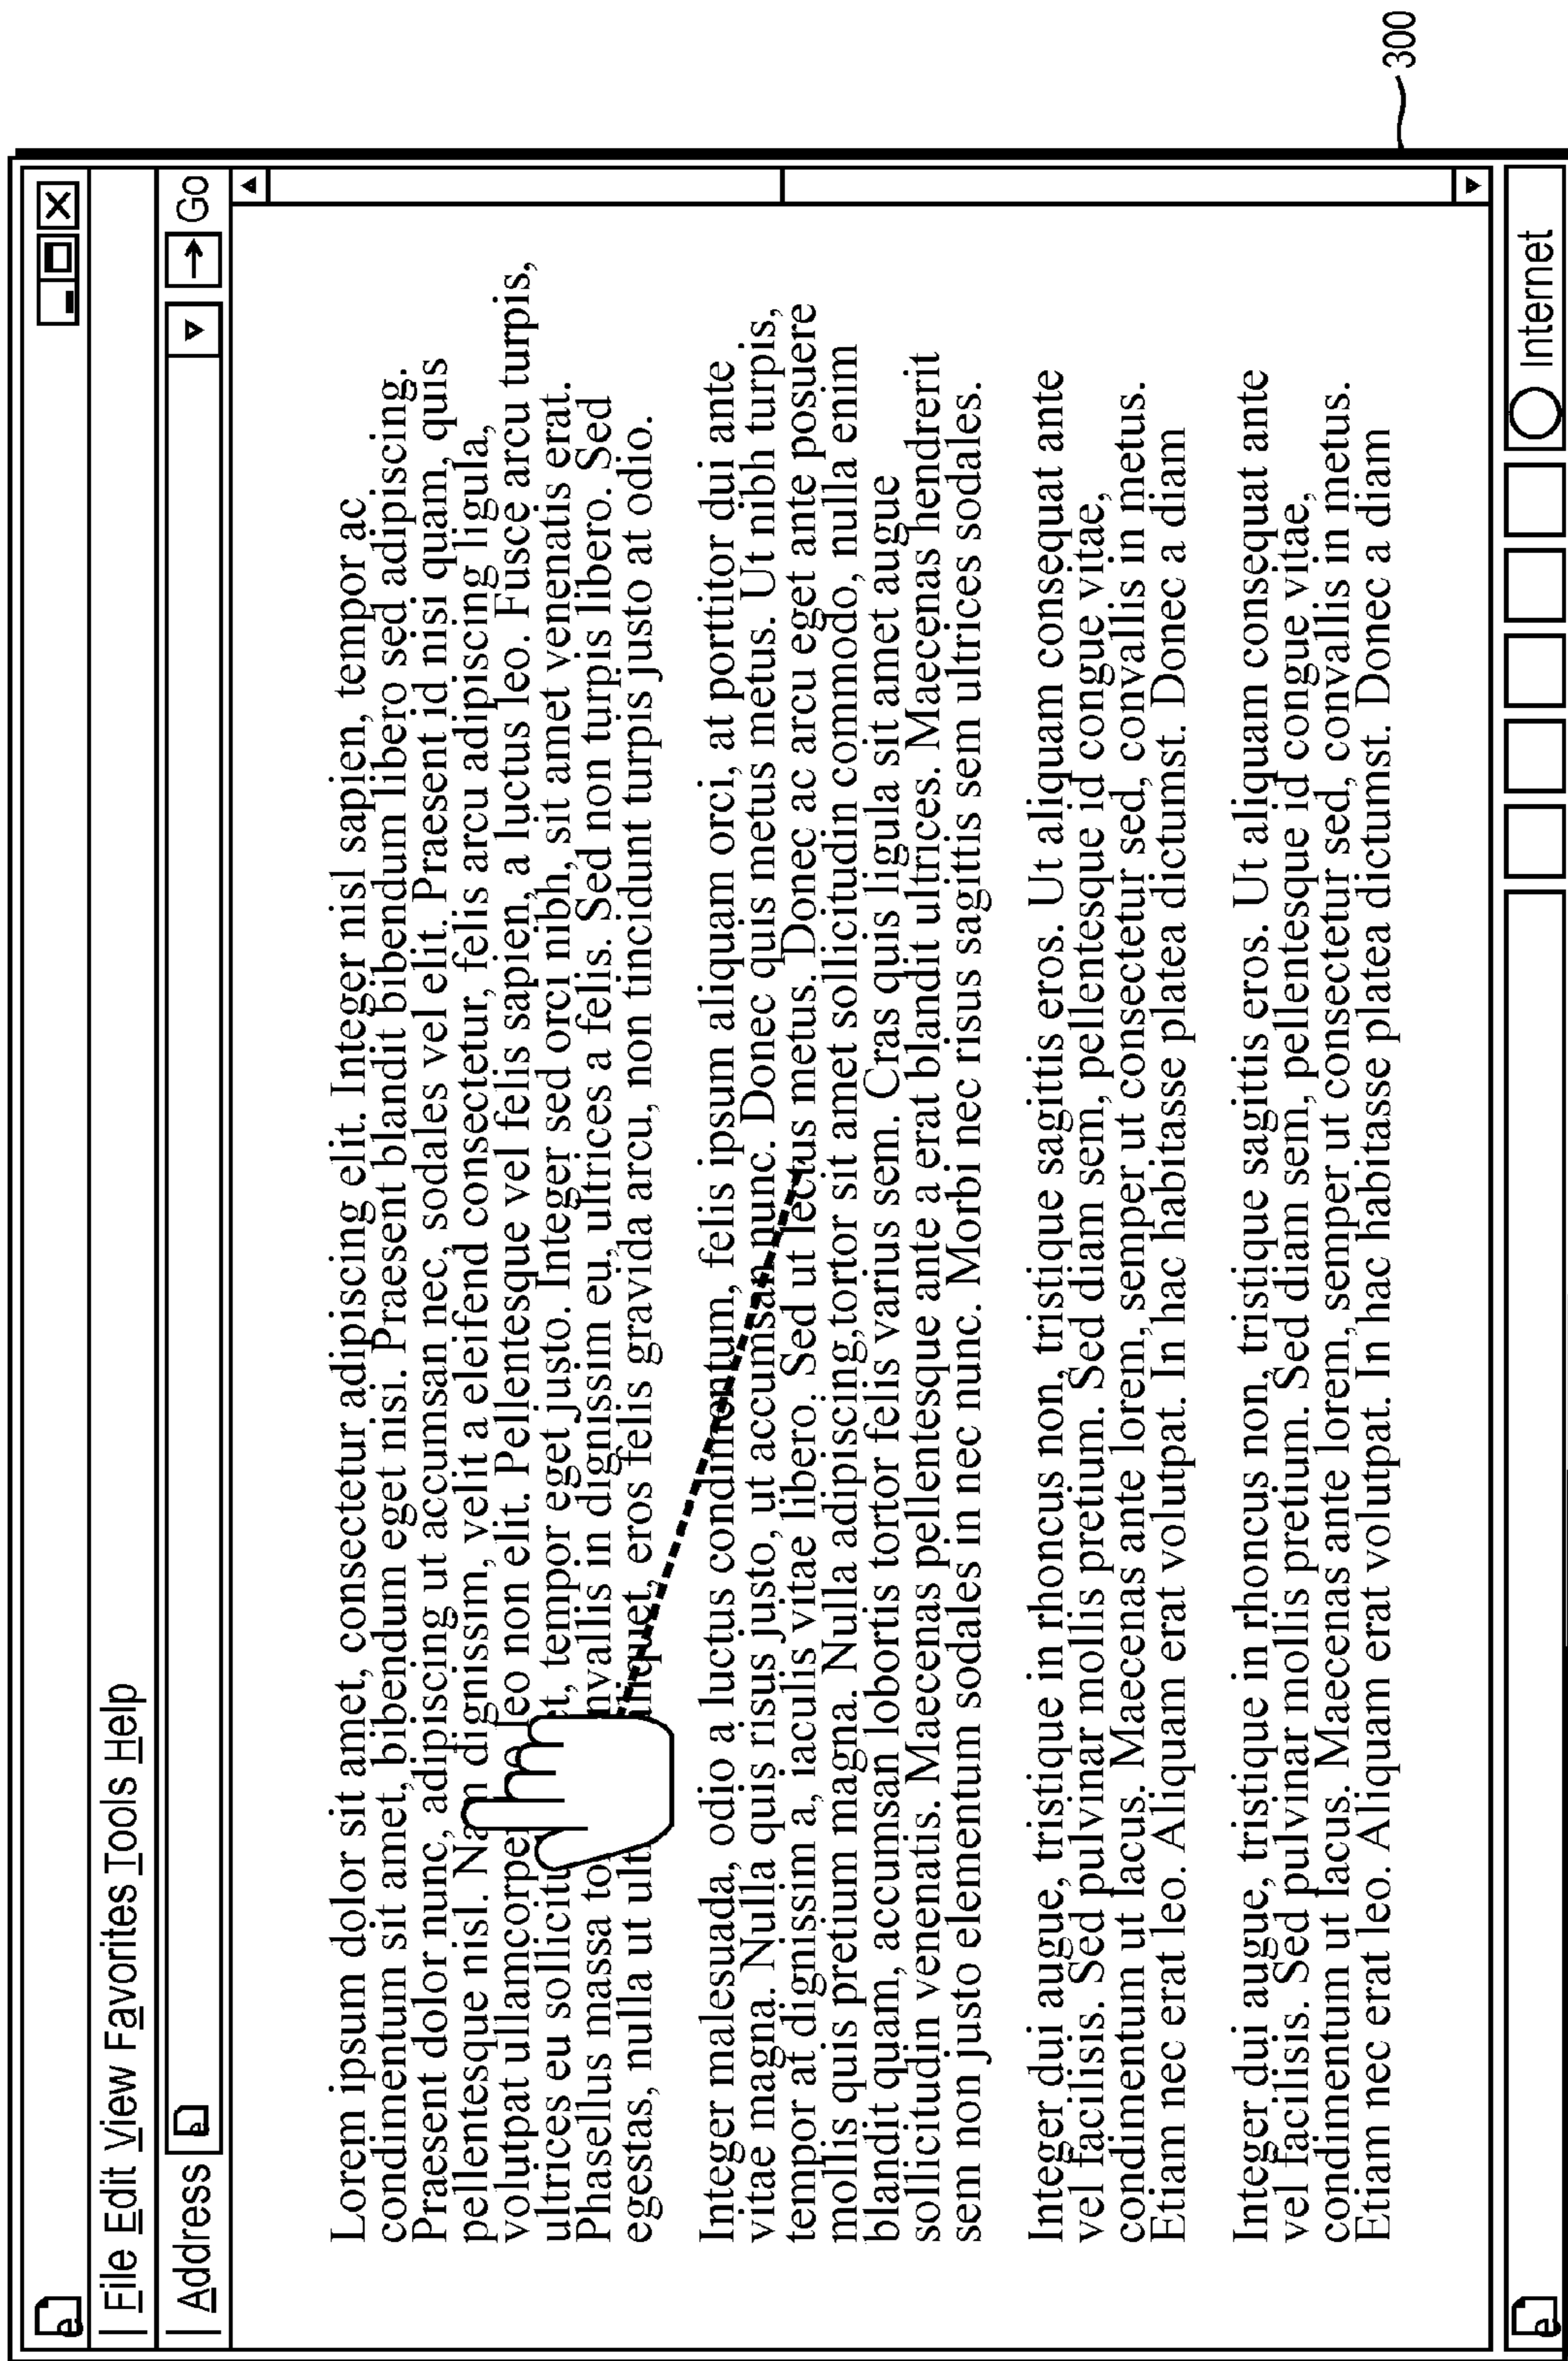 File Edit View Favorites Tools Help
Address e Go
Lorem ipsum dolor sit amet, consectetur adipiscing elit. Integer nisl sapien, tempor ac
condimentum sit amet, bibendum eget nisi. Praesent blandit bibendum libero sed adipiscing.
Praesent dolor nunc, adipiscing ut accumsan nec, sodales vel elit. Praesent id nisi quam, quis
pellentesque nisl. Nam dignissim, velit a eleifend consectetur, felis arcu adipiscing ligula,
volutpat ullamcorper leo non elit. Pellentesque vel felis sapien, a luctus leo. Fusce arcu turpis,
ultrices eu tempor eget justo. Integer sed orci nibh, sit amet venenatis erat.
Phasellus massa in dignissim eu, ultrices a felis. Sed non turpis libero. Sed
egestas, nulla ut aliquet, eros felis gravida arcu, non tincidunt turpis justo at odio.
Integer malesuada, odio a luctus condimentum, felis ipsum aliquam orci, at portitor dui ante
vitae magna. Nulla quis risus justo, ut accumsan nunc. Donec quis metus metus. Ut nibh turpis,
tempor at dignissim a, iaculis vitae libero. Sed ut lectus metus. Donec ac arcu eget ante posuere
mollis quis pretium magna. Nulla adipiscing,tortor sit amet sollicitudin commodo, nulla enim
blandit quam, accumsan lobortis tortor felis varius sem. Cras quis ligula sit amet augue
sollicitudin venenatis. Maecenas pellentesque ante a erat blandit ultrices. Maecenas hendrerit
sem non justo elementum sodales in nec nunc. Morbi nec risus sagittis sem ultrices sodales.
Integer dui augue, tristique in rhoncus non, tristique sagittis eros. Ut aliquam consequat ante
vel facilisis. Sed pulvinar mollis pretium. Sed diam sem, pellentesque id congue vitae,
condimentum ut lacus. Maecenas ante lorem, semper ut consectetur sed, convallis in metus.
Etiam nec erat leo. Aliquam erat volutpat. In hac habitasse platea dictumst. Donec a diam
Integer dui augue, tristique in rhoncus non, tristique sagittis eros. Ut aliquam consequat ante
vel facilisis. Sed pulvinar mollis pretium. Sed diam sem, pellentesque id congue vitae,
condimentum ut lacus. Maecenas ante lorem, semper ut consectetur sed, convallis in metus.
Etiam nec erat leo. Aliquam erat volutpat. In hac habitasse platea dictumst. Donec a diam
e Internet
300